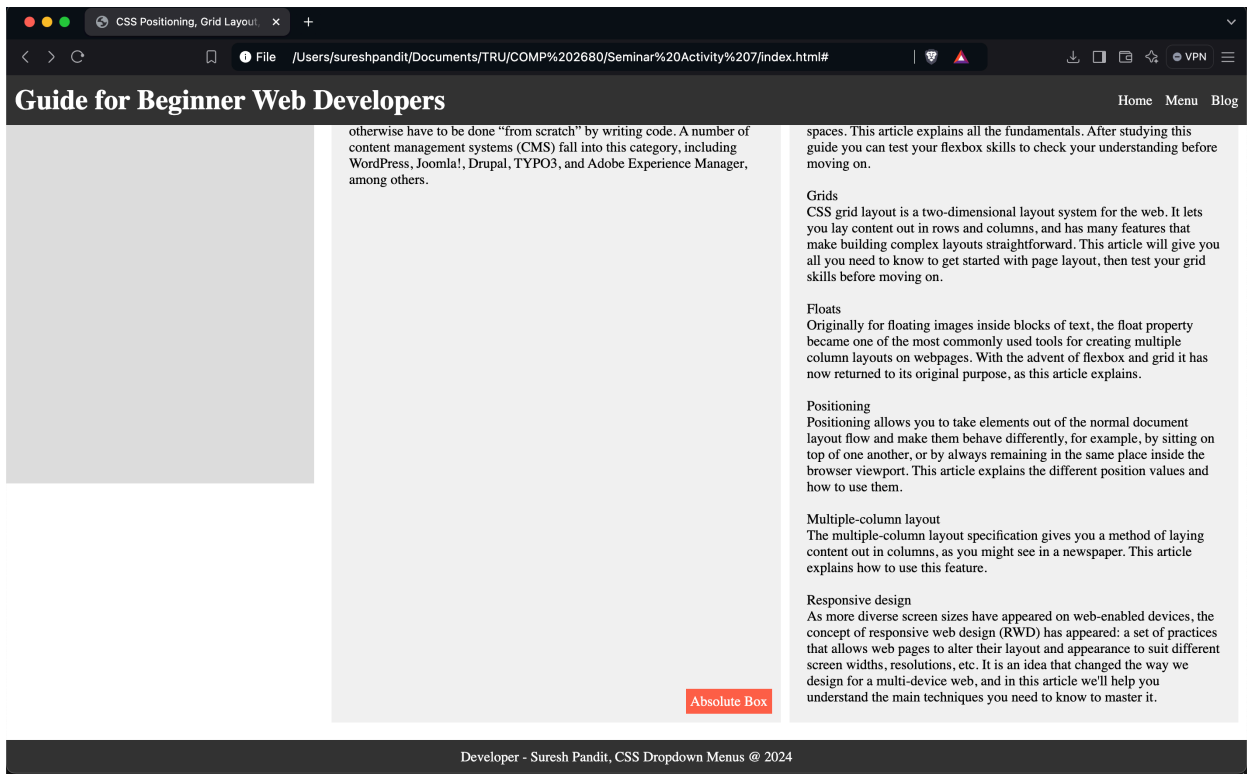 CSS Positioning, Grid Layout,
File /Users/sureshpandit/Documents/TRU/COMP%202680/Seminar%20Activity%207/index.html#
VPN
Guide for Beginner Web Developers
Home Menu Blog
otherwise have to be done “from scratch” by writing code. A number of
content management systems (CMS) fall into this category, including
WordPress, Joomla!, Drupal, TYPO3, and Adobe Experience Manager,
among others.
Absolute Box
spaces. This article explains all the fundamentals. After studying this
guide you can test your flexbox skills to check your understanding before
moving on.
Grids
CSS grid layout is a two-dimensional layout system for the web. It lets
you lay content out in rows and columns, and has many features that
make building complex layouts straightforward. This article will give you
all you need to know to get started with page layout, then test your grid
skills before moving on.
Floats
Originally for floating images inside blocks of text, the float property
became one of the most commonly used tools for creating multiple
column layouts on webpages. With the advent of flexbox and grid it has
now returned to its original purpose, as this article explains.
Positioning
Positioning allows you to take elements out of the normal document
layout flow and make them behave differently, for example, by sitting on
top of one another, or by always remaining in the same place inside the
browser viewport. This article explains the different position values and
how to use them.
Multiple-column layout
The multiple-column layout specification gives you a method of laying
content out in columns, as you might see in a newspaper. This article
explains how to use this feature.
Responsive design
As more diverse screen sizes have appeared on web-enabled devices, the
concept of responsive web design (RWD) has appeared: a set of practices
that allows web pages to alter their layout and appearance to suit different
screen widths, resolutions, etc. It is an idea that changed the way we
design for a multi-device web, and in this article we'll help you
understand the main techniques you need to know to master it.
Developer - Suresh Pandit, CSS Dropdown Menus @ 2024